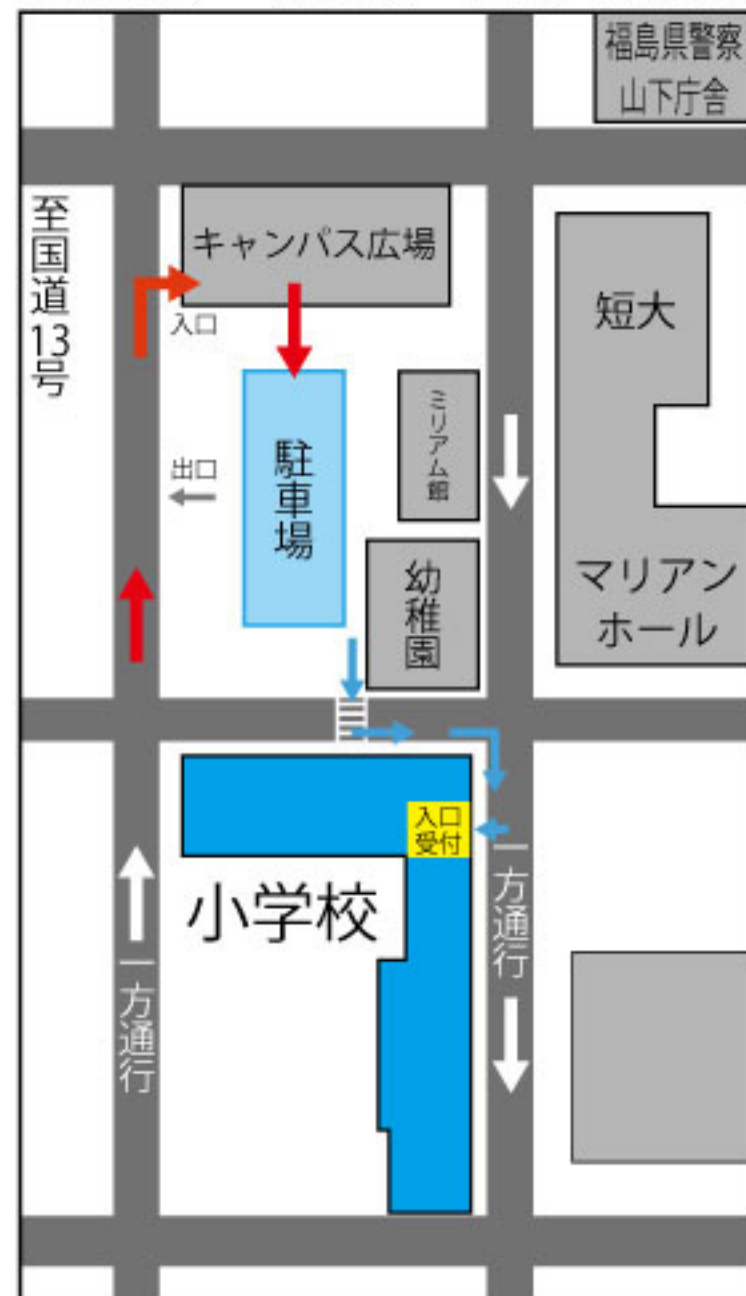 福島県警察
山下庁舎
至国道13号
キャンパス広場
入口
短大
ミリアム館
出口
駐車場
幼稚園
マリアン
ホール
入口
受付
小学校
一方通行
一方通行